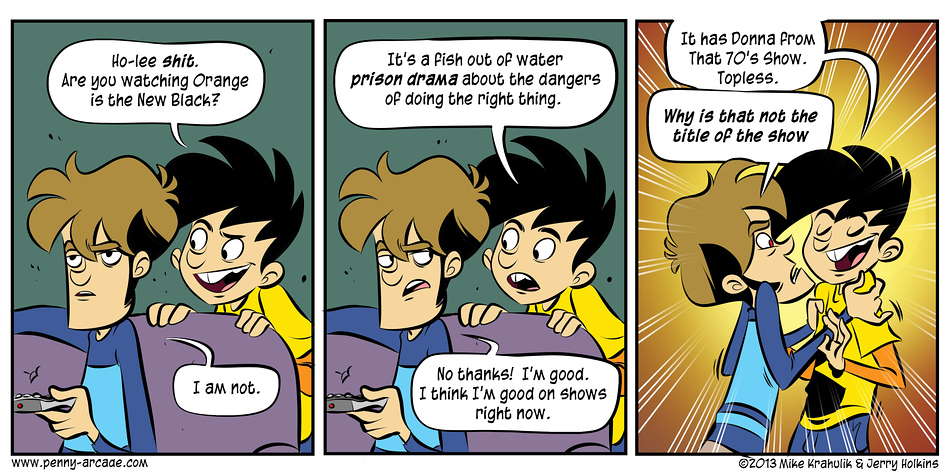 Ho-lee shit.
Are you watching Orange
is the New Black?
I am not.
It's a fish out of water
prison drama about the dangers
of doing the right thing.
No thanks! I'm good.
I think I'm good on shows
right now.
It has Donna from
That 70's Show.
Topless.
Why is that not the
title of the show
www.penny-arcade.com
©2013 Mike Krahulik & Jerry Holkins